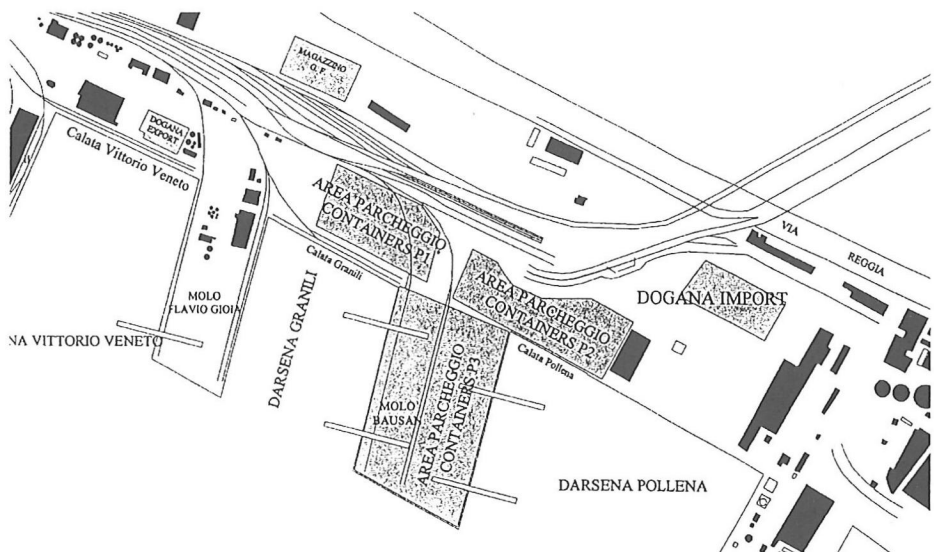 MAGAZZINO
G. F.
DOGANA
EXPORT
Calata Vittorio Veneto
AREA PARCHEGGIO
CONTAINERS P1
Calata Granili
VIA
REGGIA
AREA PARCHEGGIO
CONTAINERS P2
DOGANA IMPORT
MOLO
FLAVIO GIOIA
NA VITTORIO VENETO
DARSENA GRANILI
Calata Pollena
MOLO
BAUSAN
AREA PARCHEGGIO
CONTAINERS P3
DARSENA POLLENA